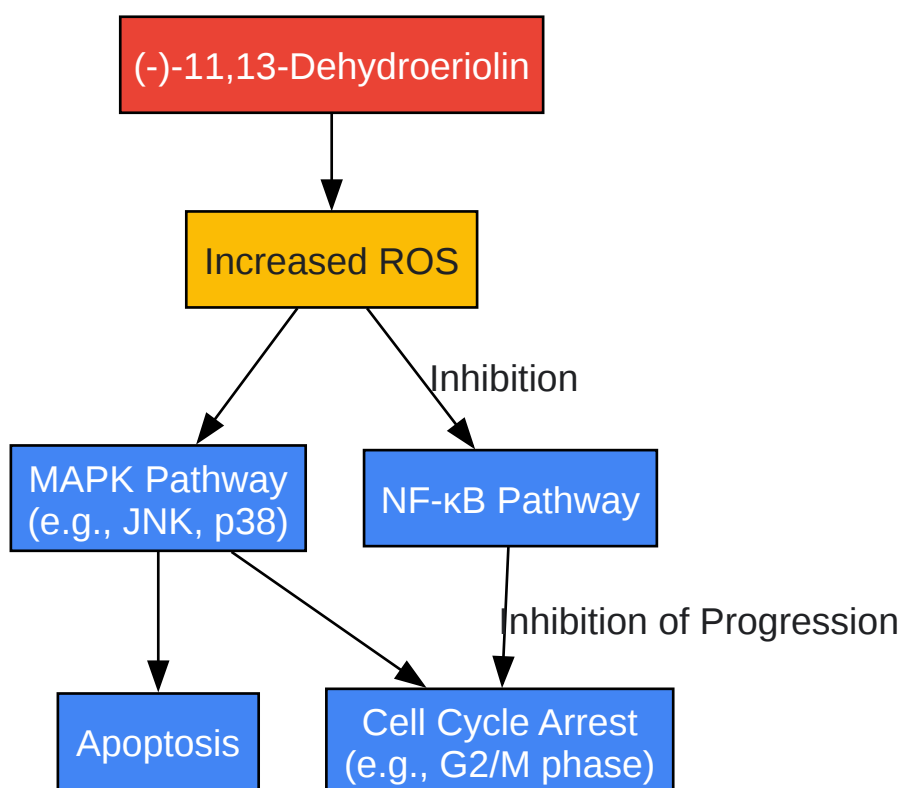 (-)-11,13-Dehydroeriolin
Increased ROS
Inhibition
MAPK Pathway
(e.g., JNK, p38)
NF-κB Pathway
Inhibition of Progression
Apoptosis
Cell Cycle Arrest
(e.g., G2/M phase)